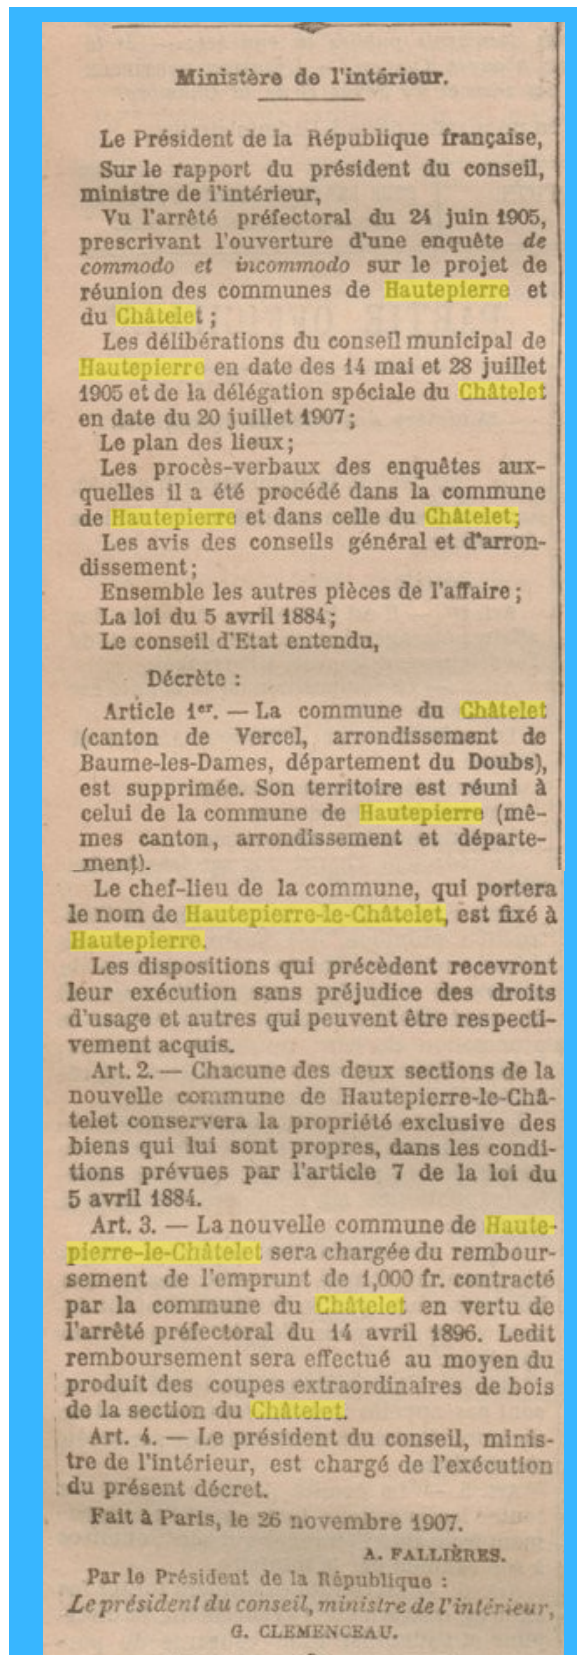 Ministère de l'intérieur.
Le Président de la République française,
Sur le rapport du président du conseil,
ministre de l'intérieur,
Vu l'arrêté préfectoral du 24 juin 1905,
prescrivant l'ouverture d'une enquête de
commodo et incommodo sur le projet de
réunion des communes de Hautepierre et
du Châtelet ;
Les délibérations du conseil municipal de
Hautepierre en date des 14 mai et 28 juillet
1905 et de la délégation spéciale du Châtelet
en date du 20 juillet 1907 ;
Le plan des lieux ;
Les procès-verbaux des enquêtes aux-
quelles il a été procédé dans la commune
de Hautepierre et dans celle du Châtelet ;
Les avis des conseils général et d'arron-
dissement ;
Ensemble les autres pièces de l'affaire ;
La loi du 5 avril 1884 ;
Le conseil d'Etat entendu,
Décrète :
Article 1er. — La commune du Châtelet
(canton de Vercel, arrondissement de
Baume-les-Dames, département du Doubs),
est supprimée. Son territoire est réuni à
celui de la commune de Hautepierre (mê-
mes canton, arrondissement et départe-
ment).
Le chef-lieu de la commune, qui portera
le nom de Hautepierre-le-Châtelet, est fixé à
Hautepierre.
Les dispositions qui précèdent recevront
leur exécution sans préjudice des droits
d'usage et autres qui peuvent être respecti-
vement acquis.
Art. 2. — Chacune des deux sections de la
nouvelle commune de Hautepierre-le-Châ-
telet conservera la propriété exclusive des
biens qui lui sont propres, dans les condi-
tions prévues par l'article 7 de la loi du
5 avril 1884.
Art. 3. — La nouvelle commune de Haute-
pierre-le-Châtelet sera chargée du rembour-
sement de l'emprunt de 1,000 fr. contracté
par la commune du Châtelet en vertu de
l'arrêté préfectoral du 14 avril 1896. Ledit
remboursement sera effectué au moyen du
produit des coupes extraordinaires de bois
de la section du Châtelet.
Art. 4. — Le président du conseil, minis-
tre de l'intérieur, est chargé de l'exécution
du présent décret.
Fait à Paris, le 26 novembre 1907.
A. FALLIÈRES.
Par le Président de la République :
Le président du conseil, ministre de l'intérieur,
G. CLEMENCEAU.